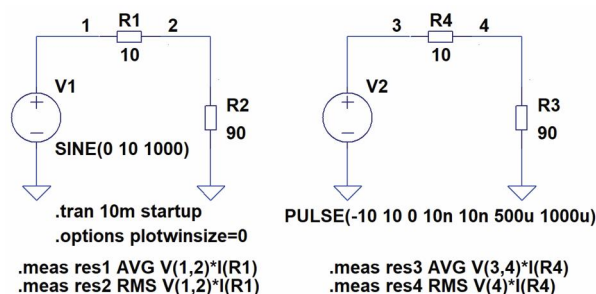 1 R1 2
10
V1
R2
90
SINE(0 10 1000)
.tran 10m startup
.options plotwinsize=0
.meas res1 AVG V(1,2)*I(R1)
.meas res2 RMS V(1,2)*I(R1)
3 R4 4
10
V2
R3
90
PULSE(-10 10 0 10n 10n 500u 1000u)
.meas res3 AVG V(3,4)*I(R4)
.meas res4 RMS V(4)*I(R4)